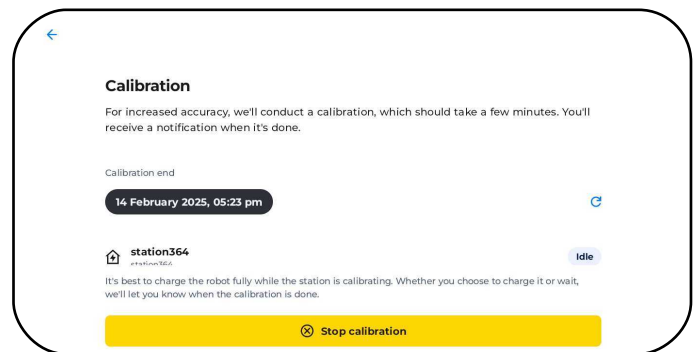 Calibration
For increased accuracy, we'll conduct a calibration, which should take a few minutes. You'll
receive a notification when it's done.
Calibration end
14 February 2025, 05:23 pm
station364
Idle
station364
It's best to charge the robot fully while the station is calibrating. Whether you choose to charge it or wait,
we'll let you know when the calibration is done.
Stop calibration